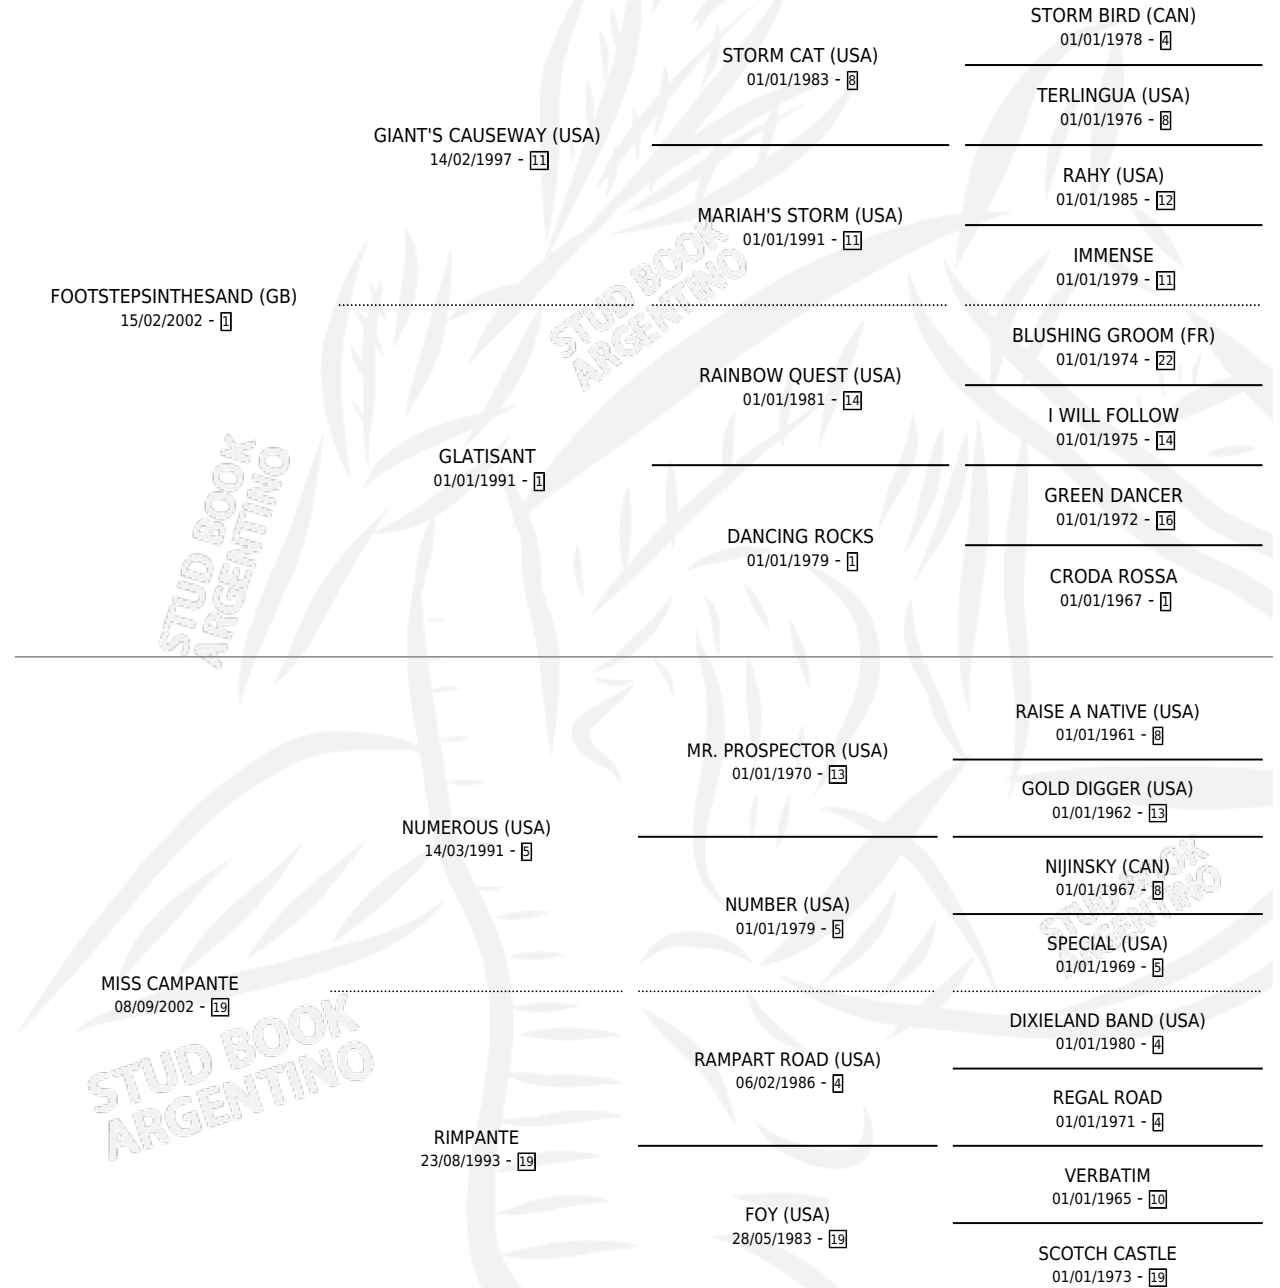 STORM BIRD (CAN)
01/01/1978 - 4
STORM CAT (USA)
01/01/1983 - 8
TERLINGUA (USA)
01/01/1976 - 8
GIANT'S CAUSEWAY (USA)
14/02/1997 - 11
RAHY (USA)
01/01/1985 - 12
MARIAH'S STORM (USA)
01/01/1991 - 11
IMMENSE
01/01/1979 - 11
FOOTSTEPSINTHESAND (GB)
15/02/2002 - 1
STUD BOOK
ARGENTINO
BLUSHING GROOM (FR)
01/01/1974 - 22
RAINBOW QUEST (USA)
01/01/1981 - 14
I WILL FOLLOW
01/01/1975 - 14
GLATISANT
01/01/1991 - 1
GREEN DANCER
01/01/1972 - 16
DANCING ROCKS
01/01/1979 - 1
CRODA ROSSA
01/01/1967 - 1
STUD BOOK
ARGENTINO
RAISE A NATIVE (USA)
01/01/1961 - 8
MR. PROSPECTOR (USA)
01/01/1970 - 13
GOLD DIGGER (USA)
01/01/1962 - 13
NUMEROUS (USA)
14/03/1991 - 5
NIJINSKY (CAN)
01/01/1967 - 8
NUMBER (USA)
01/01/1979 - 5
STUD BOOK
ARGENTINO
SPECIAL (USA)
01/01/1969 - 5
MISS CAMPANTE
08/09/2002 - 19
DIXIELAND BAND (USA)
01/01/1980 - 4
RAMPART ROAD (USA)
06/02/1986 - 4
STUD BOOK
ARGENTINO
REGAL ROAD
01/01/1971 - 4
RIMPANTE
23/08/1993 - 19
VERBATIM
01/01/1965 - 10
FOY (USA)
28/05/1983 - 19
SCOTCH CASTLE
01/01/1973 - 19